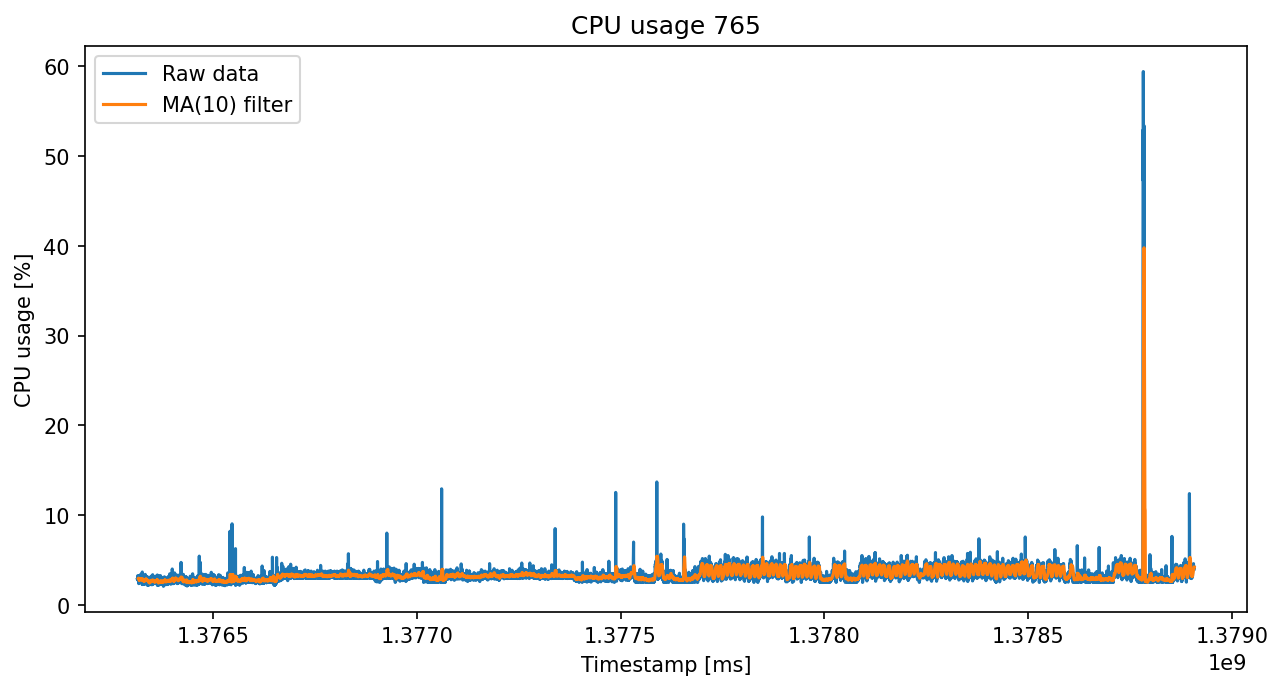 CPU usage 765
Raw data
MA(10) filter
CPU usage [%]
60
50
40
30
20
10
0
1.3765 1.3770 1.3775 1.3780 1.3785 1.3790
1e9
Timestamp [ms]